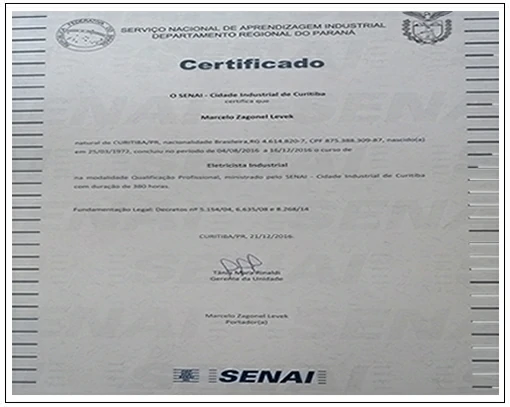 SERVIÇO NACIONAL DE APRENDIZAGEM INDUSTRIAL
DEPARTAMENTO REGIONAL DO PARANÁ
Certificado
O SENAI - Cidade Industrial de Curitiba
certifica que
Marcelo Zagonel Levek
natural de CURITIBA/PR, nacionalidade Brasileira, RG 4.614.820-7, CPF 875.388.309-87, nascido(a)
em 25/03/1972, concluiu no período de 04/08/2016 a 16/12/2016 o curso de
Eletricista Industrial
na modalidade Qualificação Profissional, ministrado pelo SENAI - Cidade Industrial de Curitiba
com duração de 380 horas.
Fundamentação Legal: Decretos nº 5.154/04, 6.635/08 e 8.268/14
CURITIBA/PR, 21/12/2016.
Tânia Mara Rinaldi
Gerente da Unidade
Marcelo Zagonel Levek
Portador(a)
SENAI